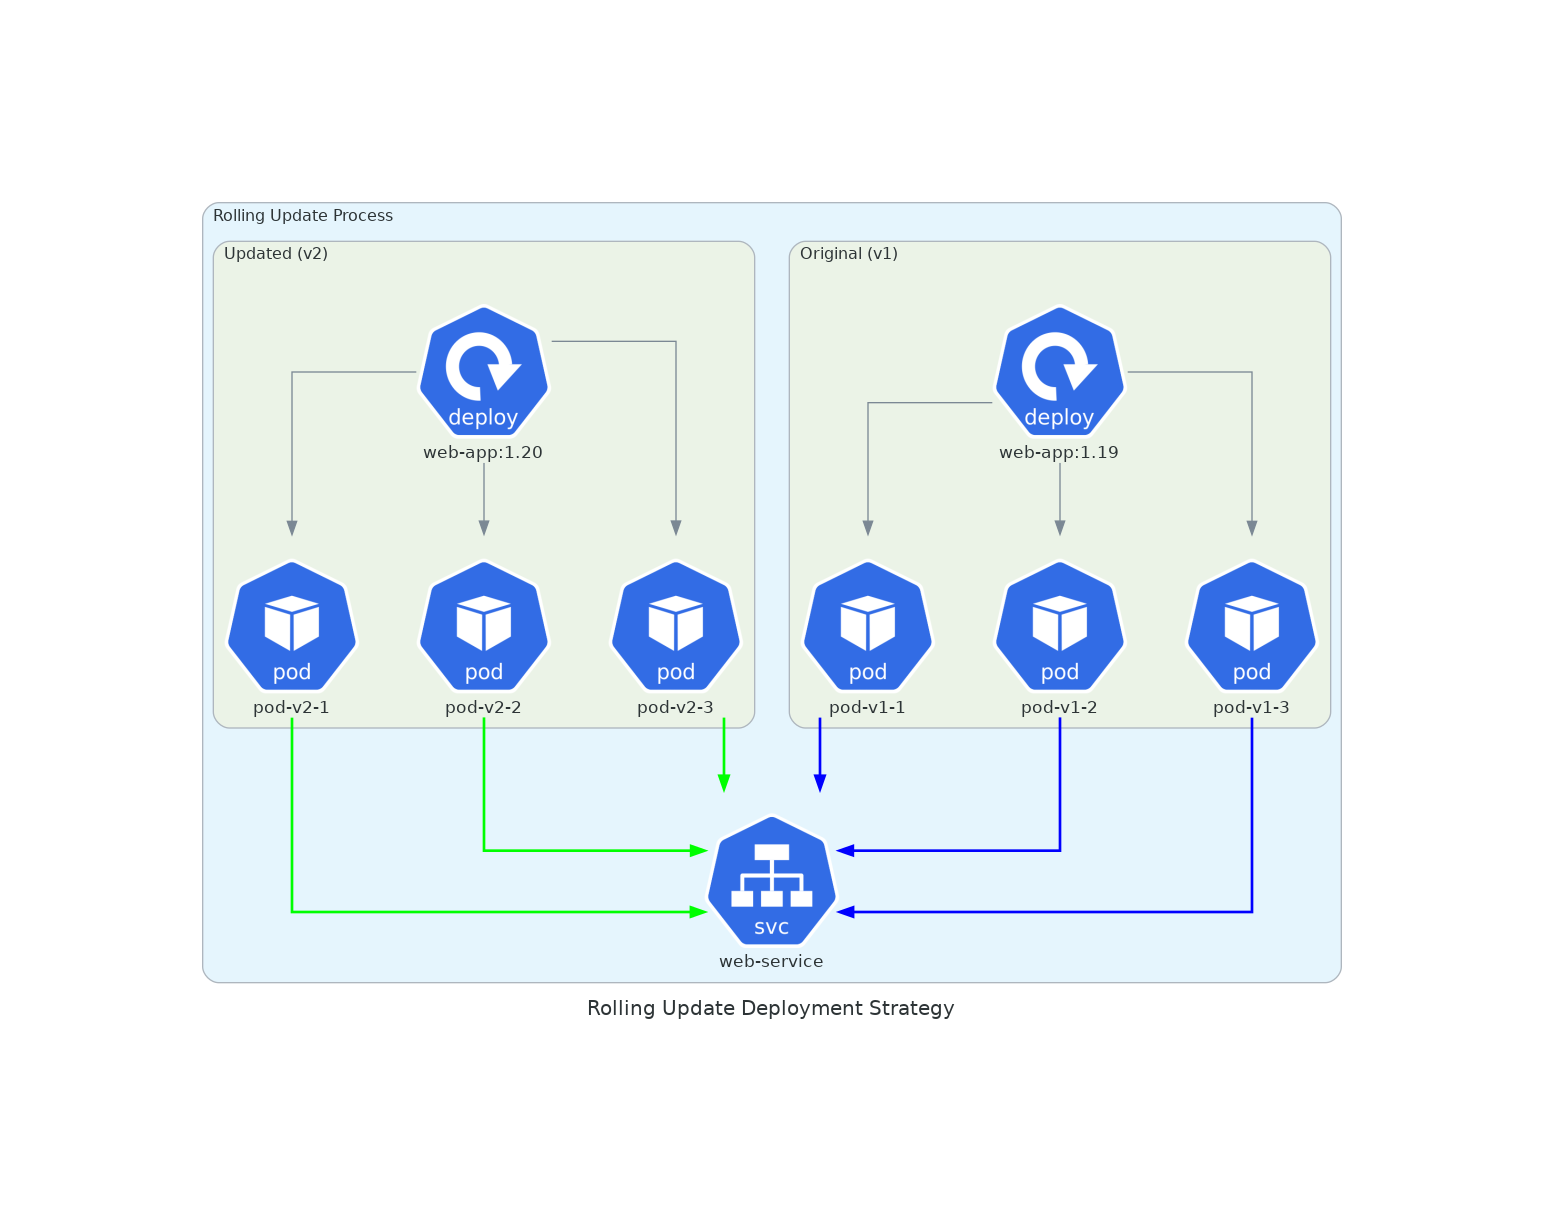 Rolling Update Process
Updated (v2)
Original (v1)
deploy
web-app:1.20
deploy
web-app:1.19
pod
pod-v2-1
pod
pod-v2-2
pod
pod-v2-3
pod
pod-v1-1
pod
pod-v1-2
pod
pod-v1-3
svc
web-service
Rolling Update Deployment Strategy